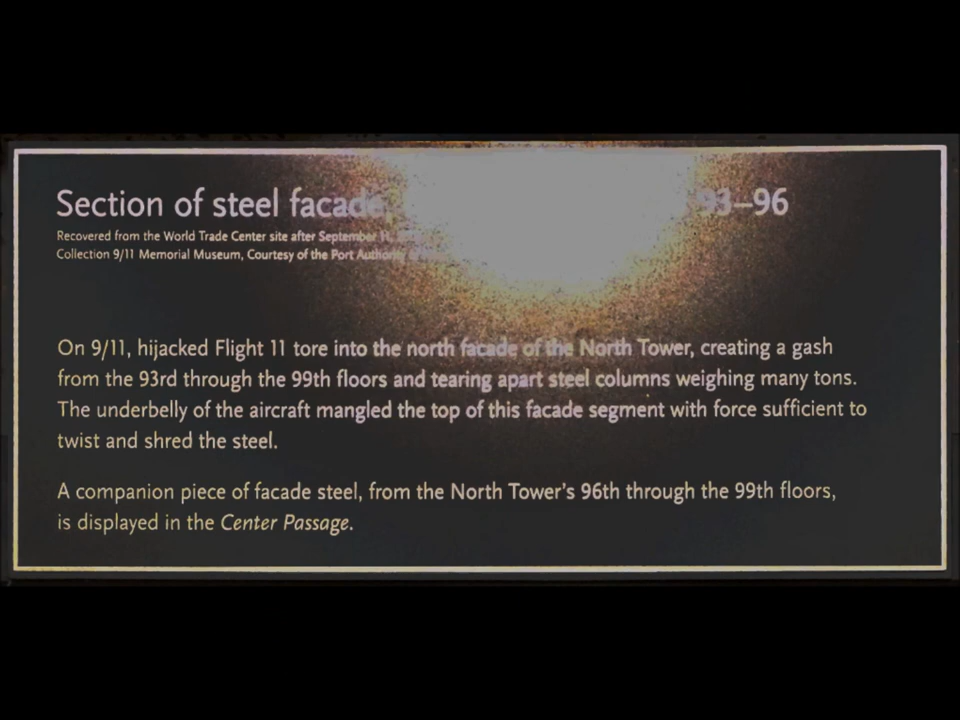 Section of steel facade 93–96
Recovered from the World Trade Center site after September 11,
Collection 9/11 Memorial Museum, Courtesy of the Port Authority
On 9/11, hijacked Flight 11 tore into the north facade of the North Tower, creating a gash
from the 93rd through the 99th floors and tearing apart steel columns weighing many tons.
The underbelly of the aircraft mangled the top of this facade segment with force sufficient to
twist and shred the steel.
A companion piece of facade steel, from the North Tower's 96th through the 99th floors,
is displayed in the Center Passage.